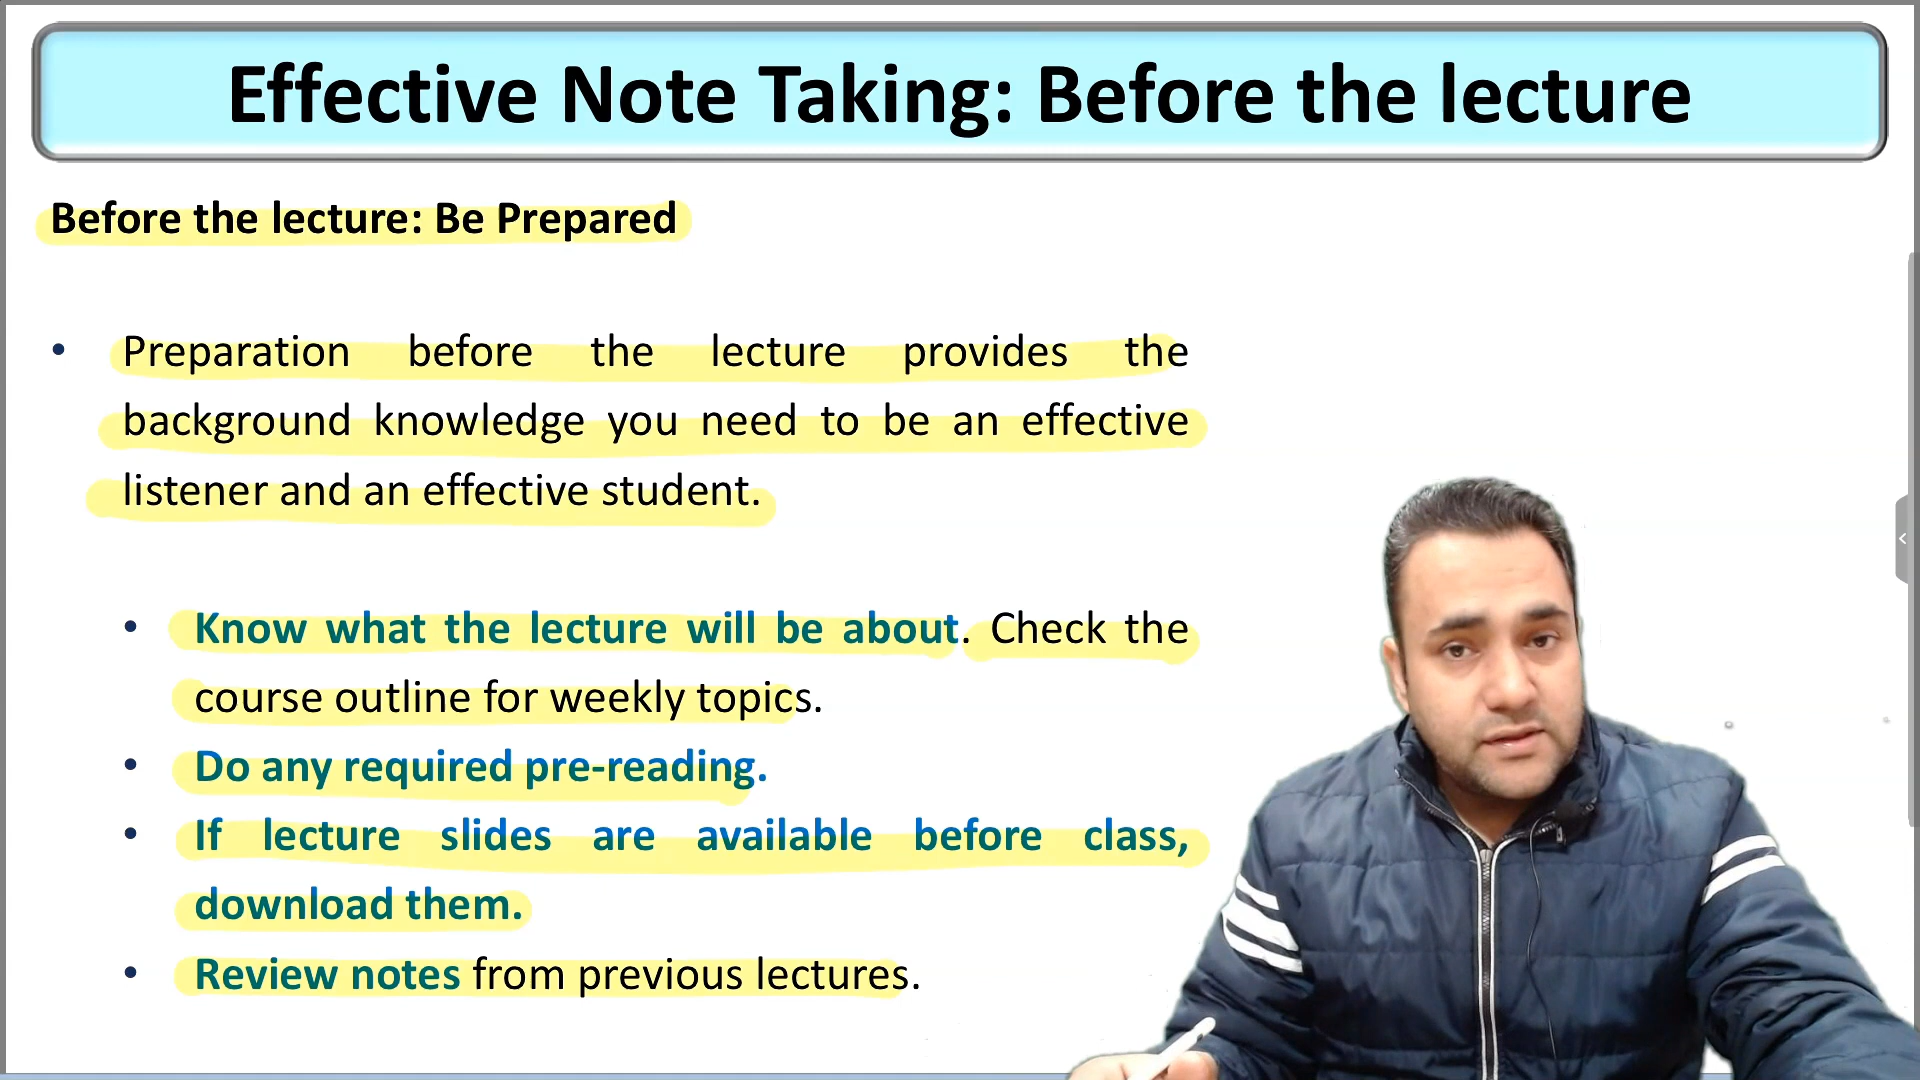 Effective Note Taking: Before the lecture
Before the lecture: Be Prepared
• Preparation before the lecture provides the
background knowledge you need to be an effective
listener and an effective student.
• Know what the lecture will be about. Check the
course outline for weekly topics.
• Do any required pre-reading.
• If lecture slides are available before class,
download them.
• Review notes from previous lectures.